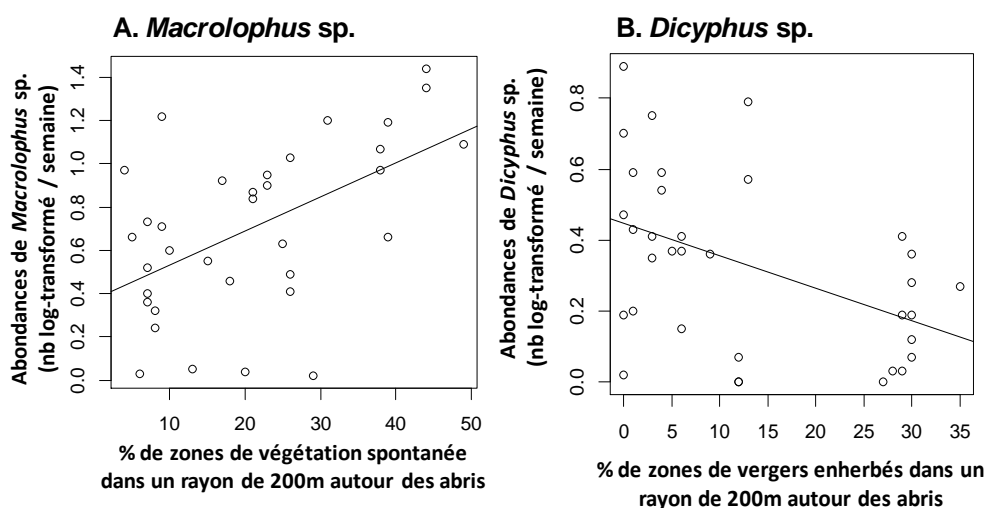 A. Macrolophus sp.
Abondances de Macrolophus sp.
(nb log-transformé / semaine)
0.0 0.2 0.4 0.6 0.8 1.0 1.2 1.4
10 20 30 40 50
% de zones de végétation spontanée
dans un rayon de 200m autour des abris
B. Dicyphus sp.
Abondances de Dicyphus sp.
(nb log-transformé / semaine)
0.0 0.2 0.4 0.6 0.8
0 5 10 15 20 25 30 35
% de zones de vergers enherbés dans un
rayon de 200m autour des abris